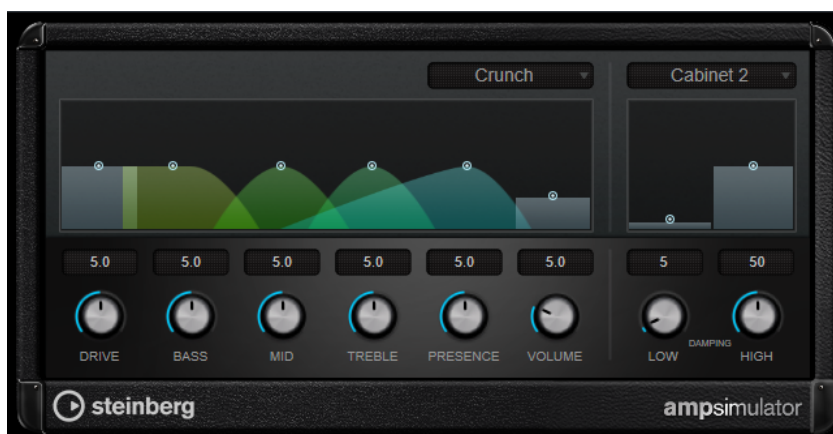 Crunch Cabinet 2
5.0 5.0 5.0 5.0 5.0 5.0 5 50
DAMPING
DRIVE BASS MID TREBLE PRESENCE VOLUME LOW HIGH
steinberg ampsimulator